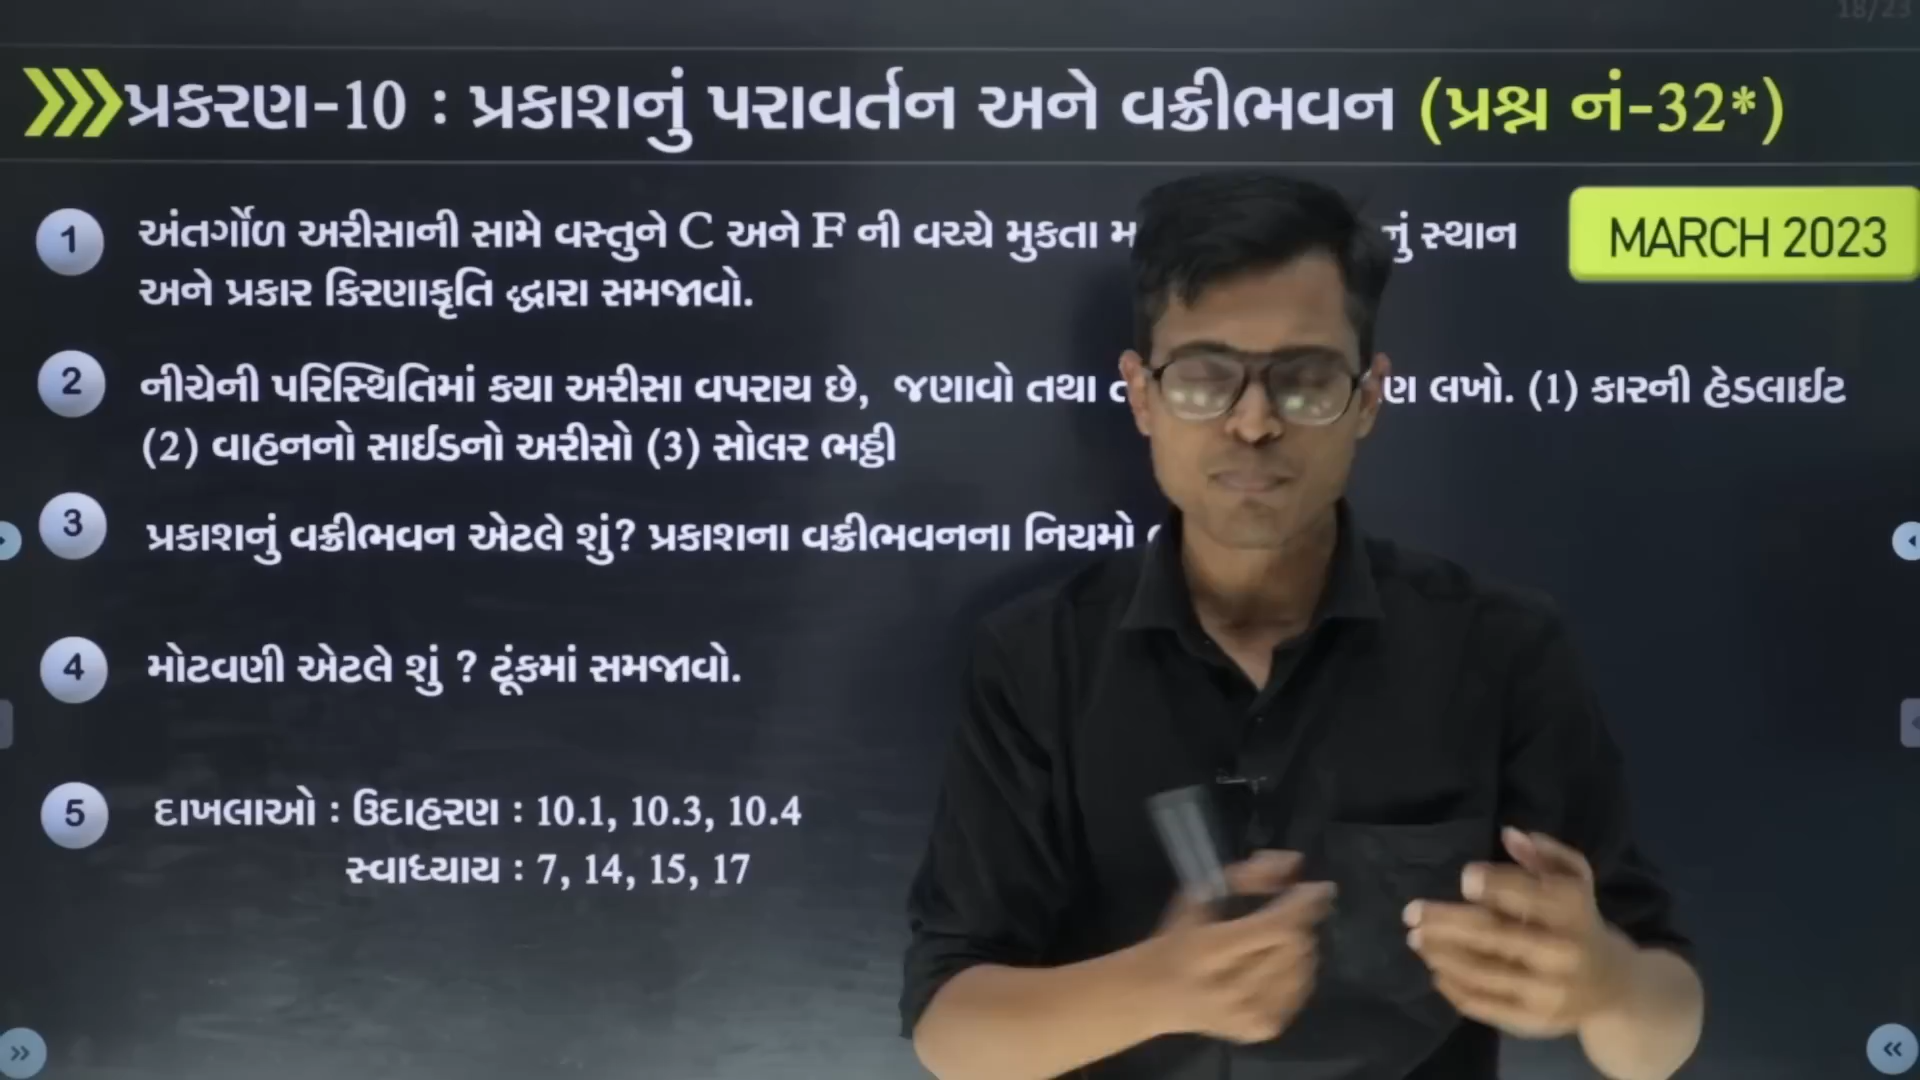 18/23
પ્રકરણ-10 : પ્રકાશનું પરાવર્તન અને વક્રીભવન (પ્રશ્ન નં-32*)
1 અંતર્ગોળ અરીસાની સામે વસ્તુને C અને F ની વચ્ચે મુકતા નું સ્થાન
MARCH 2023
અને પ્રકાર કિરણાકૃતિ દ્વારા સમજાવો.
2 નીચેની પરિસ્થિતિમાં કયા અરીસા વપરાય છે, જણાવો તથા લખો. (1) કારની હેડલાઈટ
(2) વાહનનો સાઈડનો અરીસો (3) સોલર ભઠ્ઠી
3 પ્રકાશનું વક્રીભવન એટલે શું? પ્રકાશના વક્રીભવનના નિયમો
4 મોટવણી એટલે શું ? ટૂંકમાં સમજાવો.
5 દાખલાઓ : ઉદાહરણ : 10.1, 10.3, 10.4
સ્વાધ્યાય : 7, 14, 15, 17